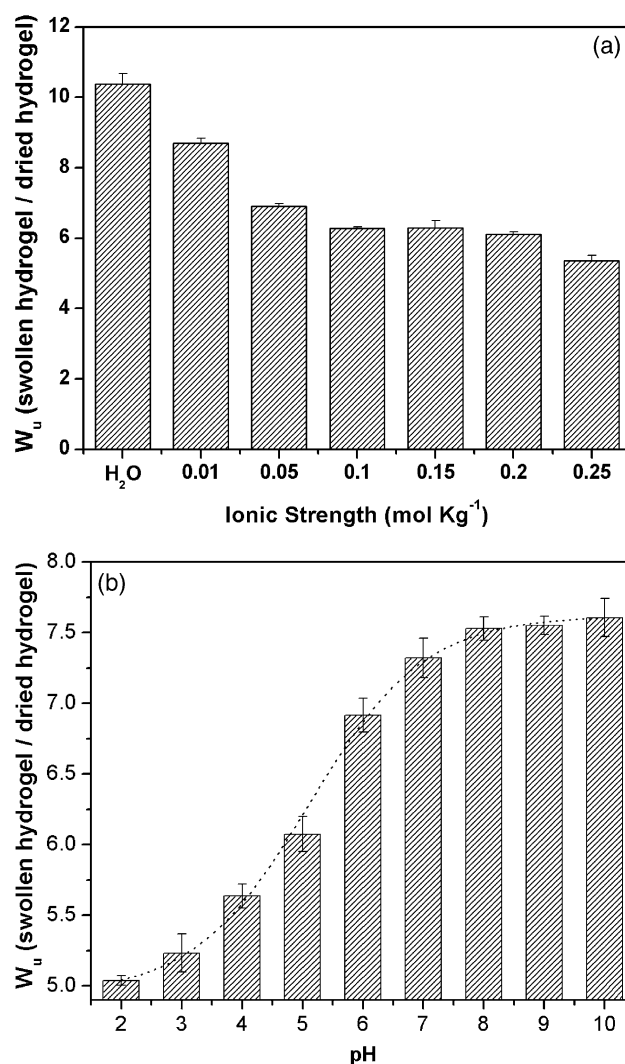 (a)
W_u (swollen hydrogel / dried hydrogel)
12
10
8
6
4
2
0
H₂O 0.01 0.05 0.1 0.15 0.2 0.25
Ionic Strength (mol Kg⁻¹)
(b)
W_u (swollen hydrogel / dried hydrogel)
8.0
7.5
7.0
6.5
6.0
5.5
5.0
2 3 4 5 6 7 8 9 10
pH